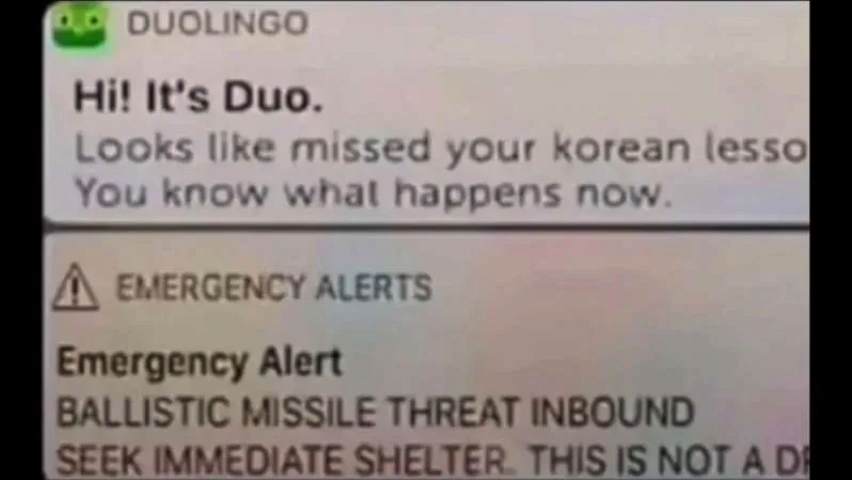 DUOLINGO
Hi! It's Duo.
Looks like missed your korean lesso
You know what happens now.
EMERGENCY ALERTS
Emergency Alert
BALLISTIC MISSILE THREAT INBOUND
SEEK IMMEDIATE SHELTER. THIS IS NOT A